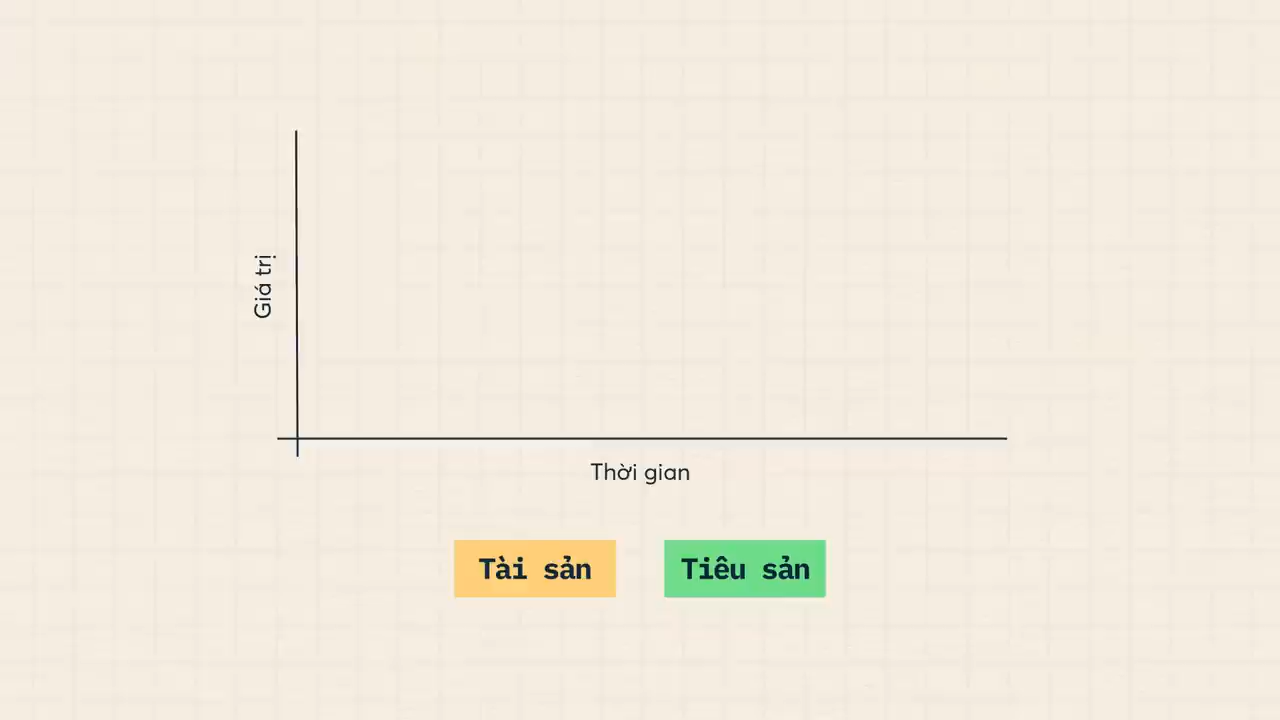 Giá trị
Thời gian
Tài sản
Tiêu sản